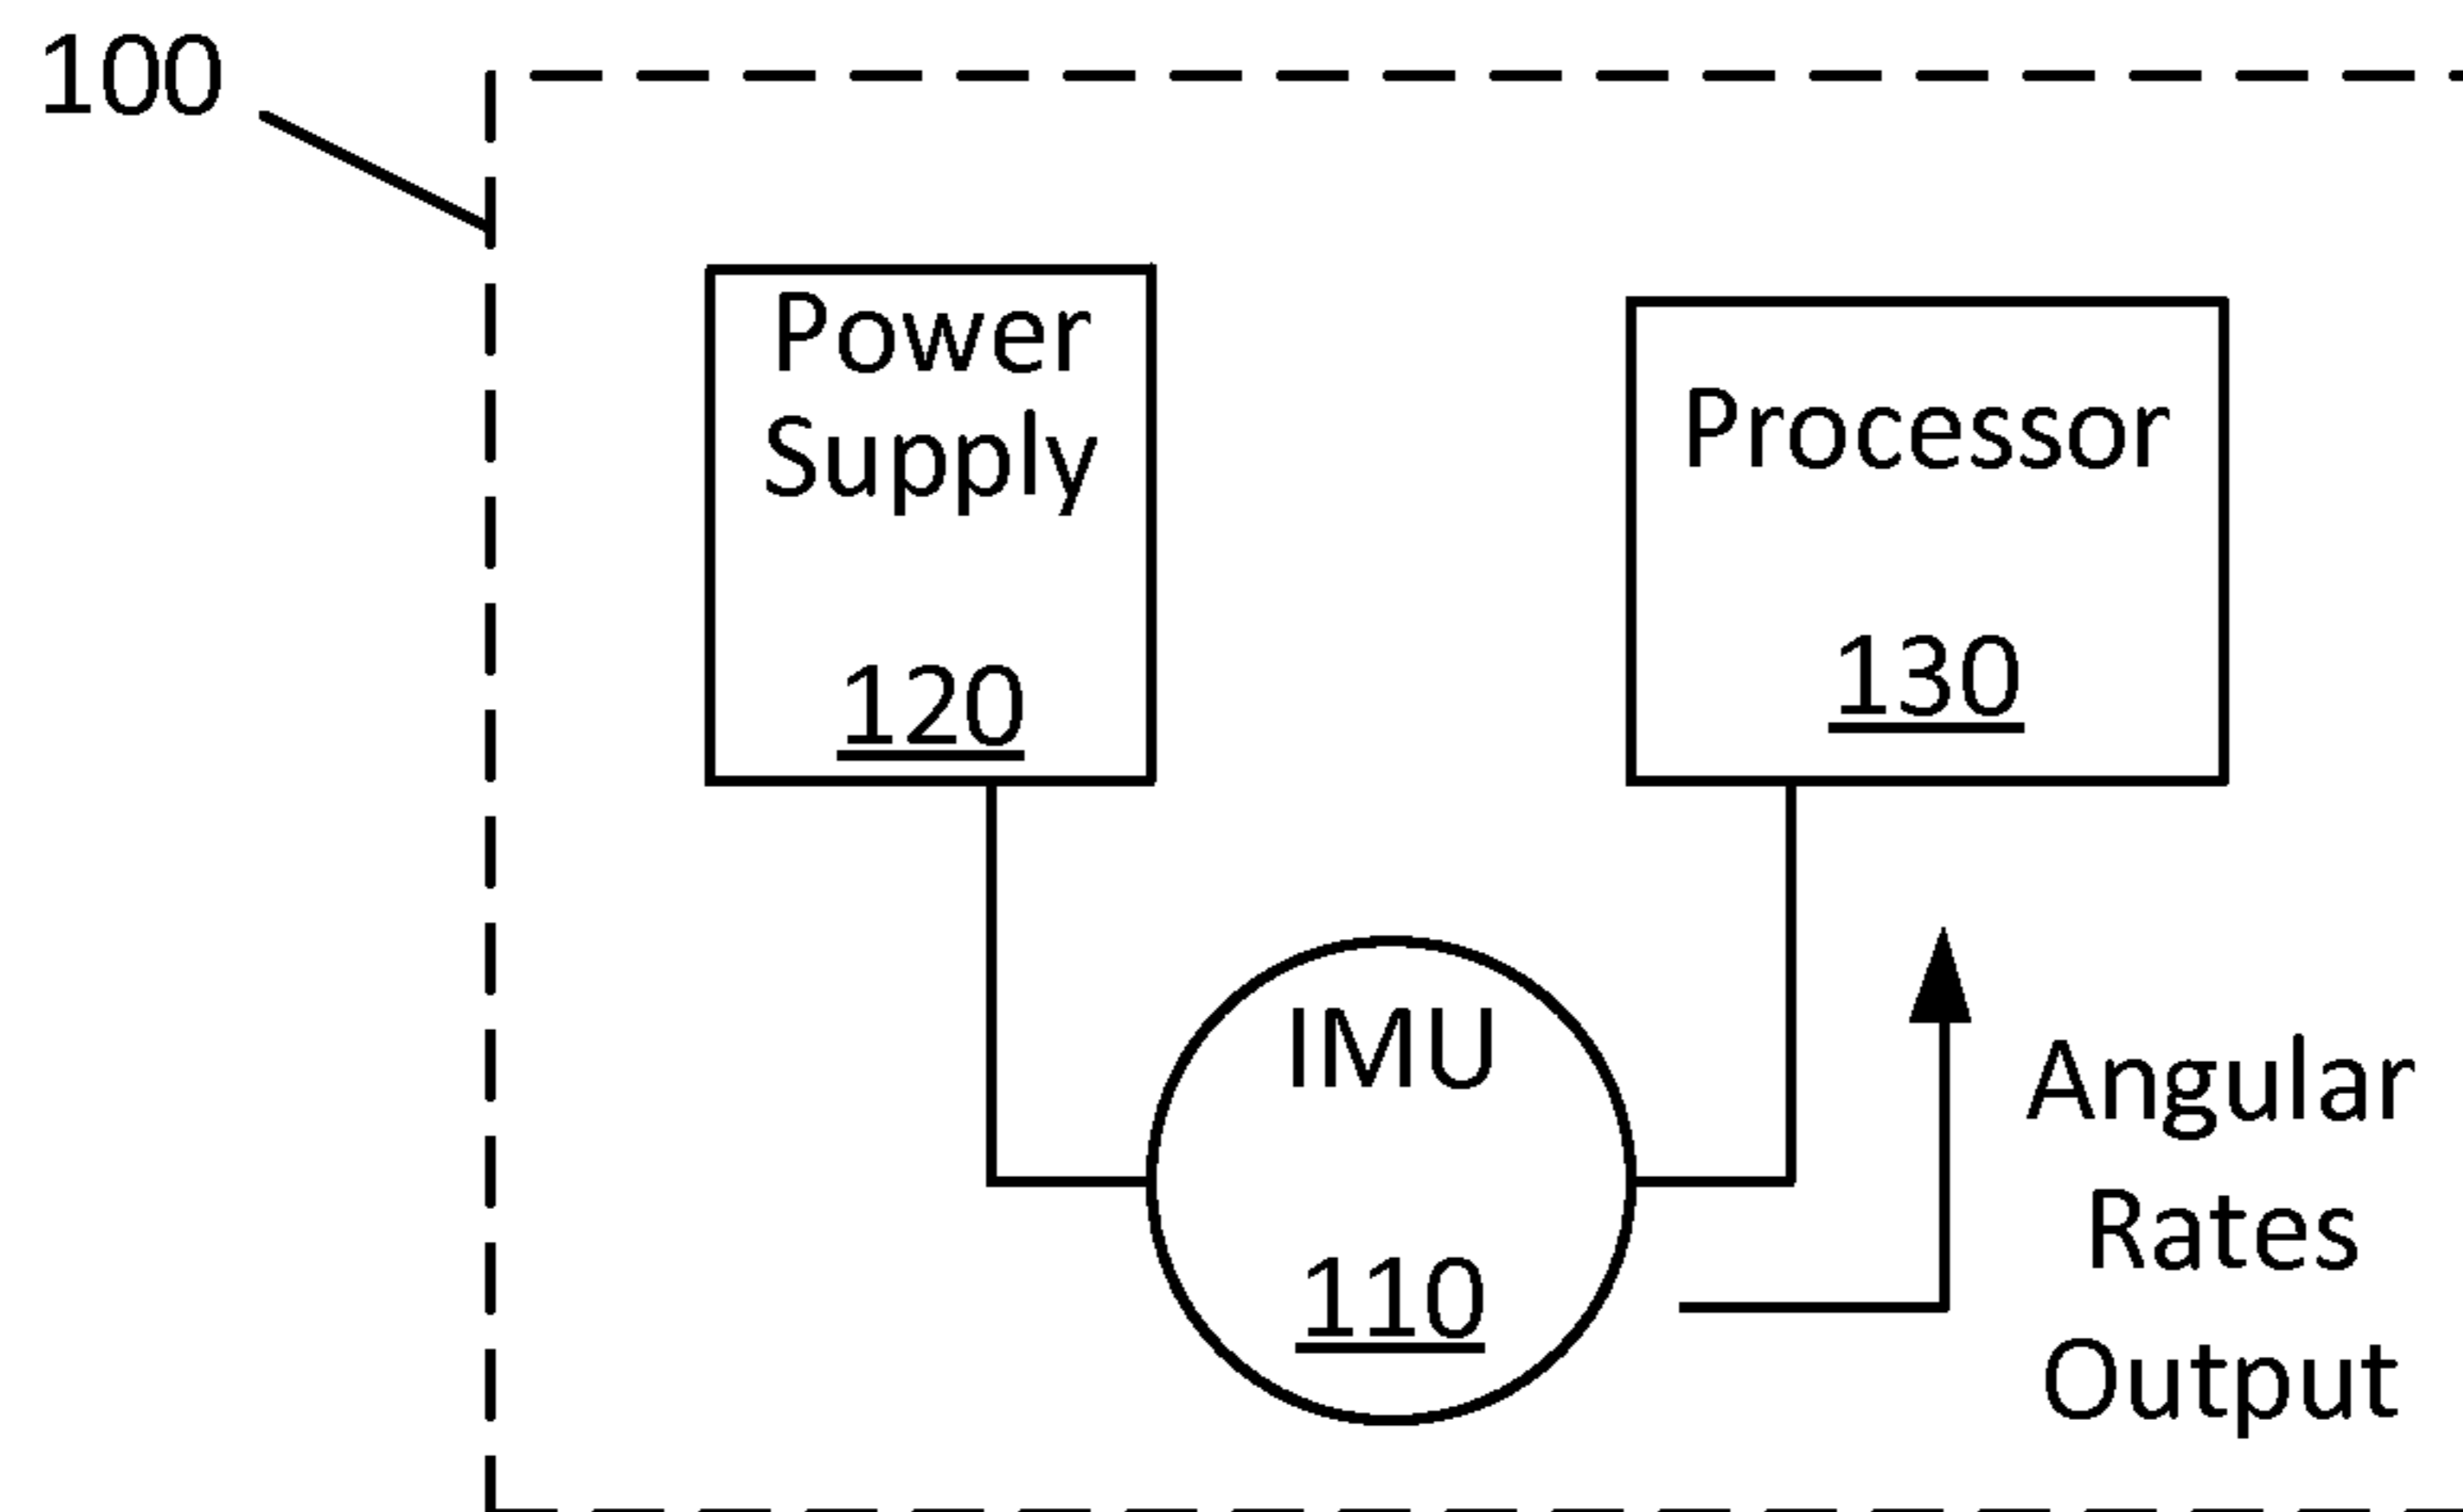 100
Power
Supply
120
Processor
130
IMU
110
Angular
Rates
Output